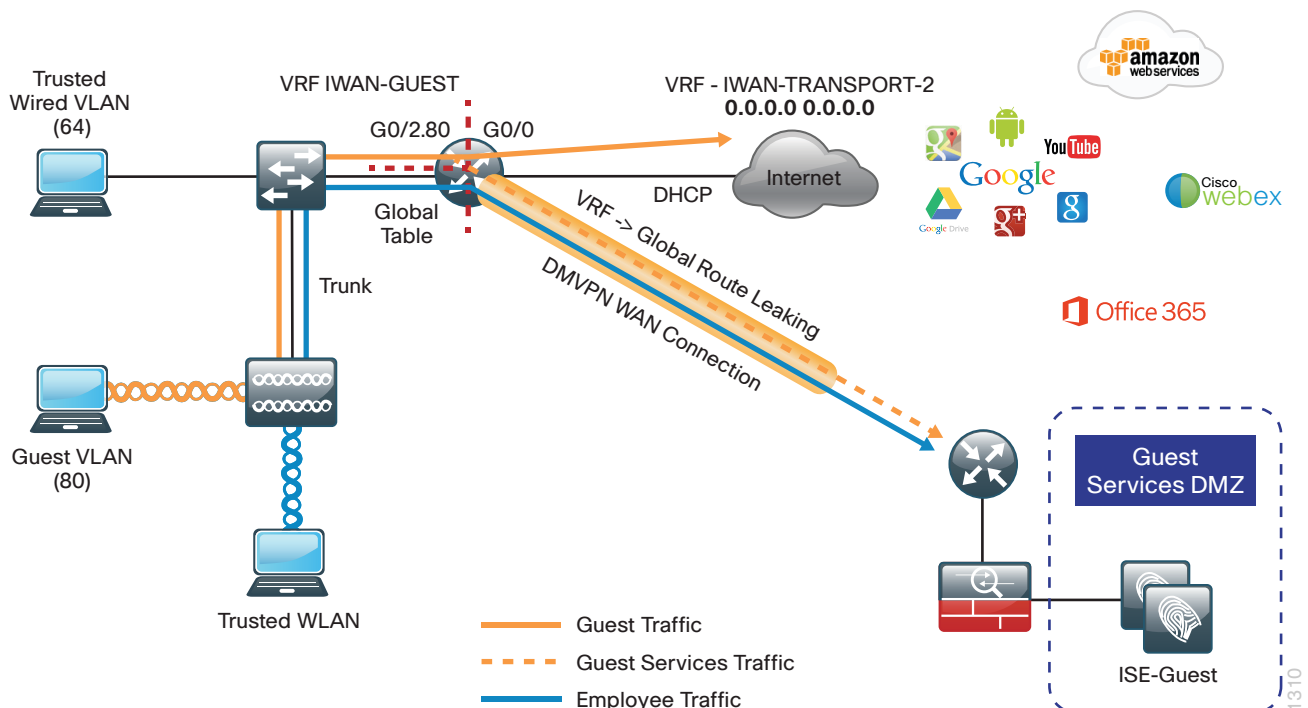 Trusted
Wired VLAN
(64)
VRF IWAN-GUEST
G0/2.80
G0/0
VRF - IWAN-TRANSPORT-2
0.0.0.0 0.0.0.0
amazon
webservices
YouTube
Google
Google Drive
g+
g
Cisco
webex
Internet
DHCP
Global
Table
VRF -> Global Route Leaking
DMVPN WAN Connection
Trunk
Office 365
Guest VLAN
(80)
Trusted WLAN
Guest
Services DMZ
ISE-Guest
Guest Traffic
Guest Services Traffic
Employee Traffic
1310